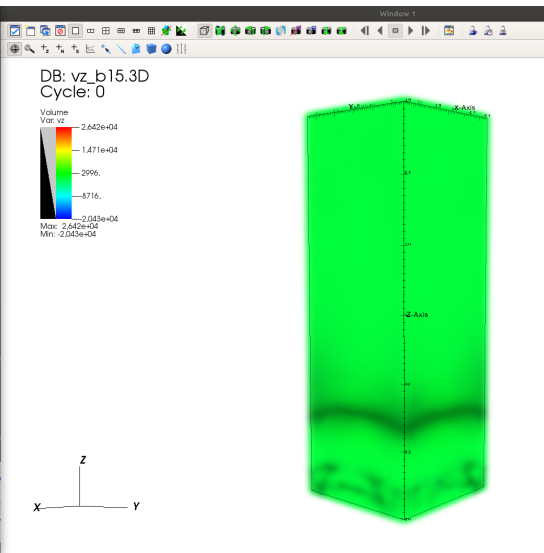 Window 1
DB: vz_b15.3D
Cycle: 0
Volume
Var: vz
2.642e+04
1.471e+04
2996.
-8716.
-2.043e+04
Max: 2.642e+04
Min: -2.043e+04
X-Axis
Z-Axis
Z
X
Y